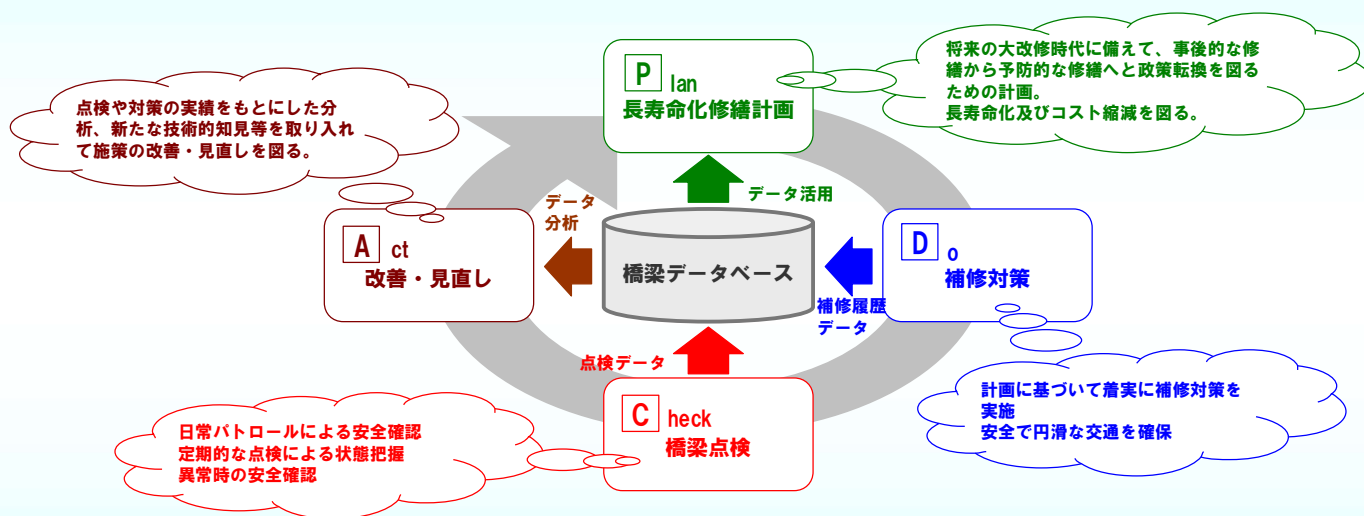 P lan
長寿命化修繕計画
将来の大改修時代に備えて、事後的な修
繕から予防的な修繕へと政策転換を図る
ための計画。
長寿命化及びコスト縮減を図る。
点検や対策の実績をもとにした分
析、新たな技術的知見等を取り入れ
て施策の改善・見直しを図る。
データ活用
データ
分析
A ct
改善・見直し
橋梁データベース
D o
補修対策
補修履歴
データ
点検データ
C heck
橋梁点検
計画に基づいて着実に補修対策を
実施
安全で円滑な交通を確保
日常パトロールによる安全確認
定期的な点検による状態把握
異常時の安全確認